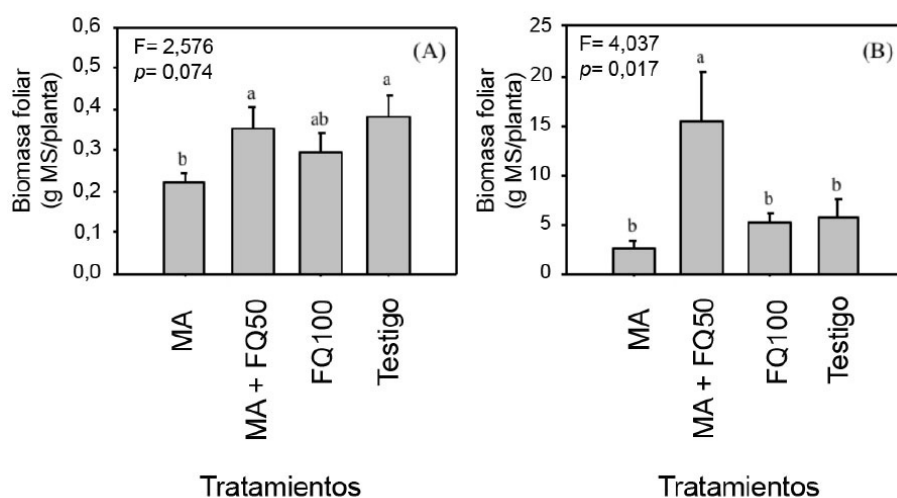 Biomasa foliar
(g MS/planta)
0,6
0,5
0,4
0,3
0,2
0,1
0,0
F= 2,576
p= 0,074
(A)
b
a
ab
a
MA
MA + FQ50
FQ100
Testigo
Tratamientos
Biomasa foliar
(g MS/planta)
25
20
15
10
5
0
F= 4,037
p= 0,017
(B)
b
a
b
b
MA
MA + FQ50
FQ100
Testigo
Tratamientos